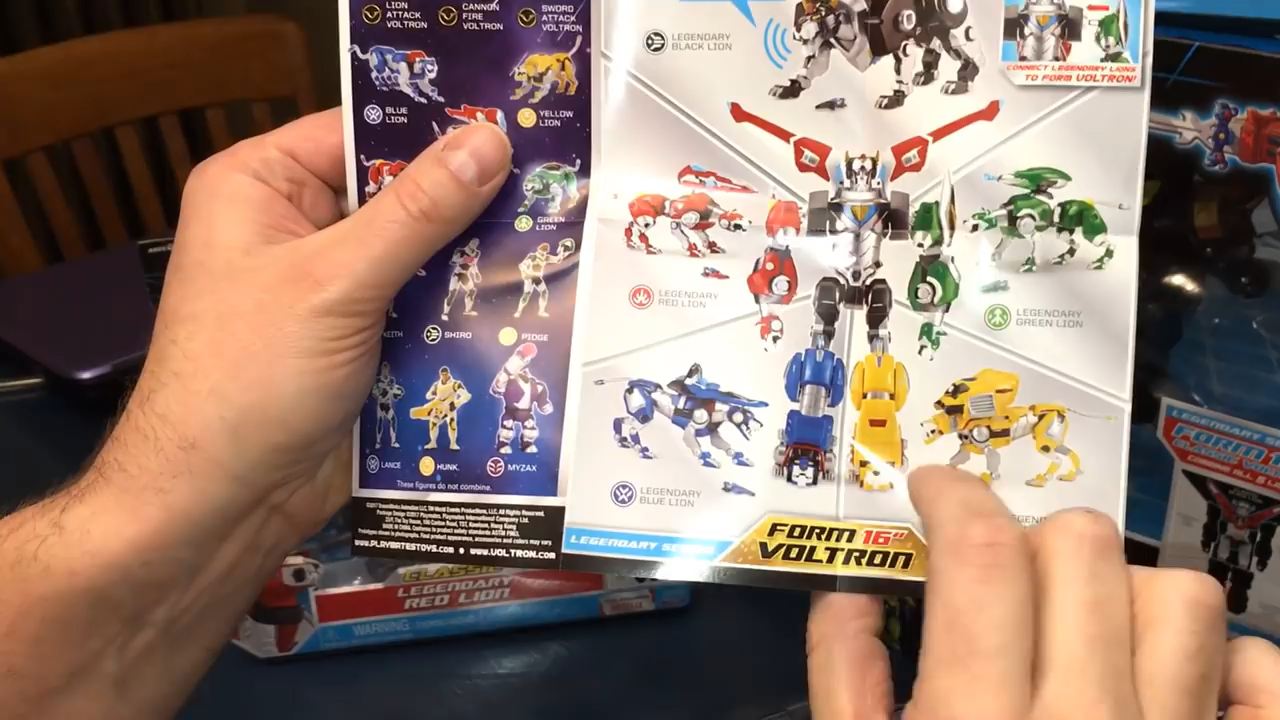 LION
ATTACK
VOLTRON
CANNON
FIRE
VOLTRON
SWORD
ATTACK
VOLTRON
BLUE
LION
YELLOW
LION
GREEN
LION
KEITH
SHIRO
PIDGE
LANCE
HUNK
MYZAX
These figures do not combine.
WWW.PLAYMATESTOYS.COM • WWW.VOLTRON.COM
LEGENDARY
BLACK LION
CONNECT LEGENDARY LIONS
TO FORM VOLTRON!
LEGENDARY
RED LION
LEGENDARY
GREEN LION
LEGENDARY
BLUE LION
LEGENDARY
FORM 16"
VOLTRON
CLASSIC
LEGENDARY
RED LION
WARNING: